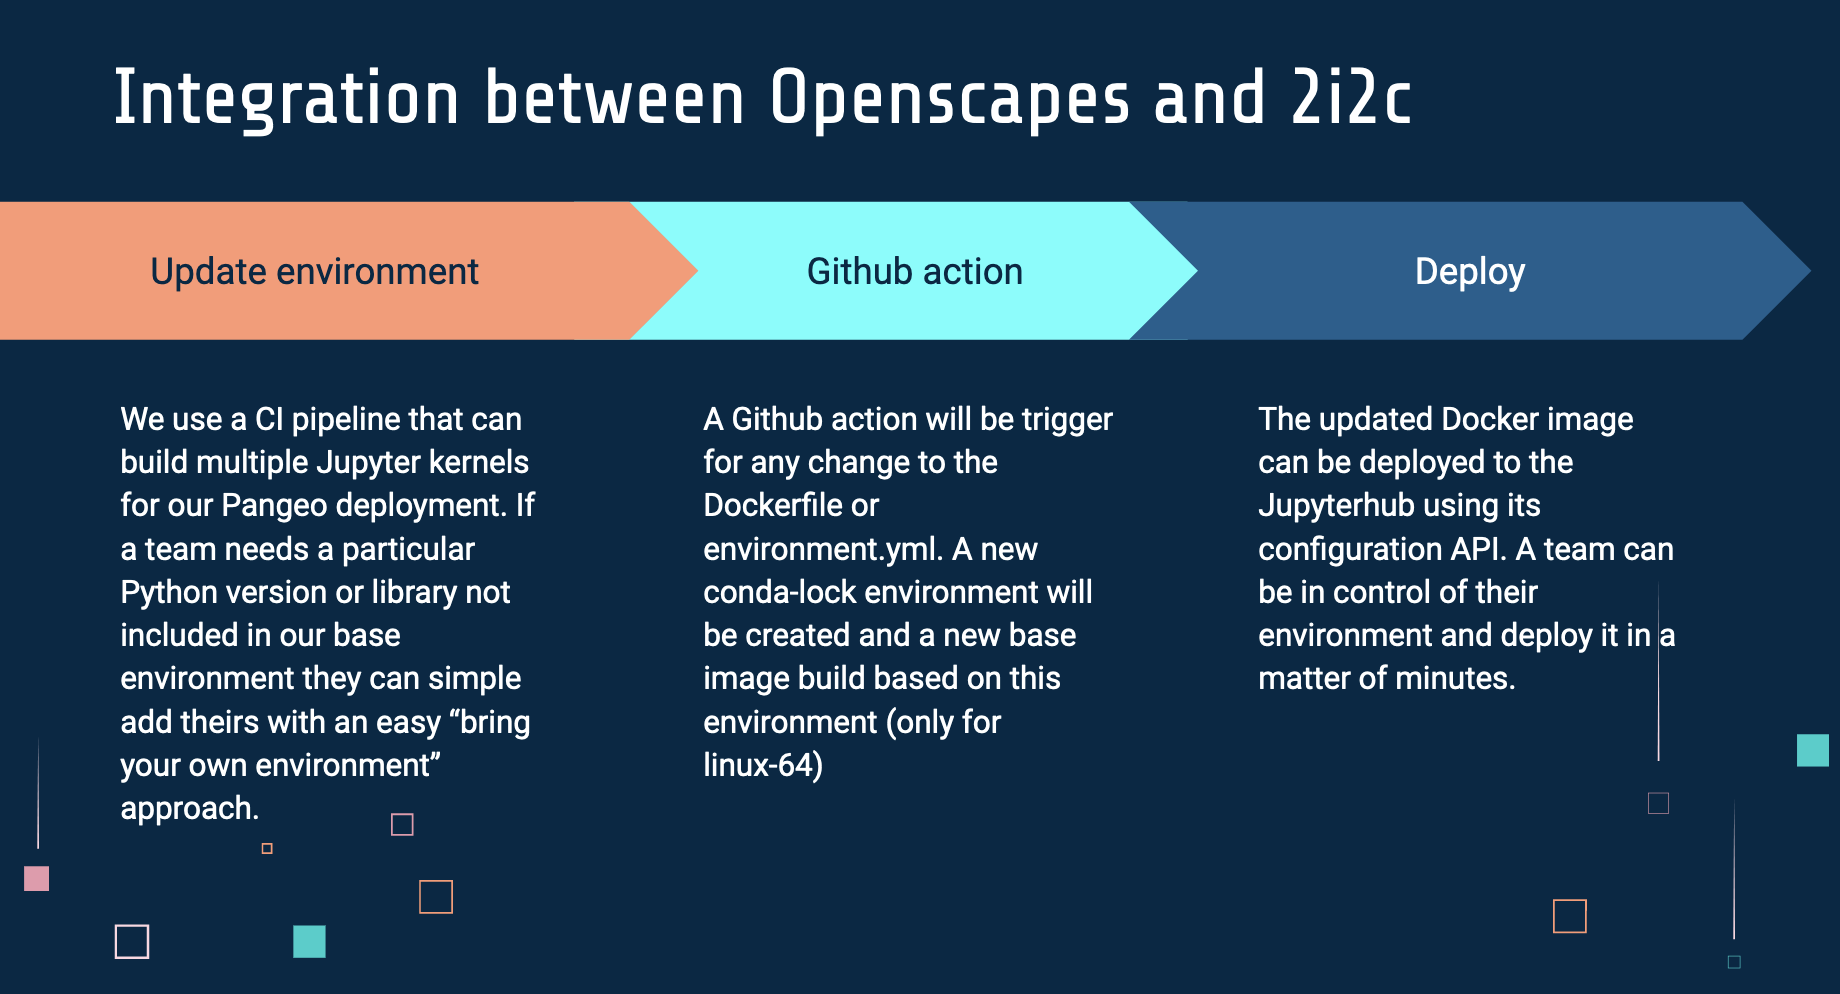 Integration between Openscapes and 2i2c
Update environment
Github action
Deploy
We use a CI pipeline that can
build multiple Jupyter kernels
for our Pangeo deployment. If
a team needs a particular
Python version or library not
included in our base
environment they can simple
add theirs with an easy “bring
your own environment”
approach.
A Github action will be trigger
for any change to the
Dockerfile or
environment.yml. A new
conda-lock environment will
be created and a new base
image build based on this
environment (only for
linux-64)
The updated Docker image
can be deployed to the
Jupyterhub using its
configuration API. A team can
be in control of their
environment and deploy it in a
matter of minutes.